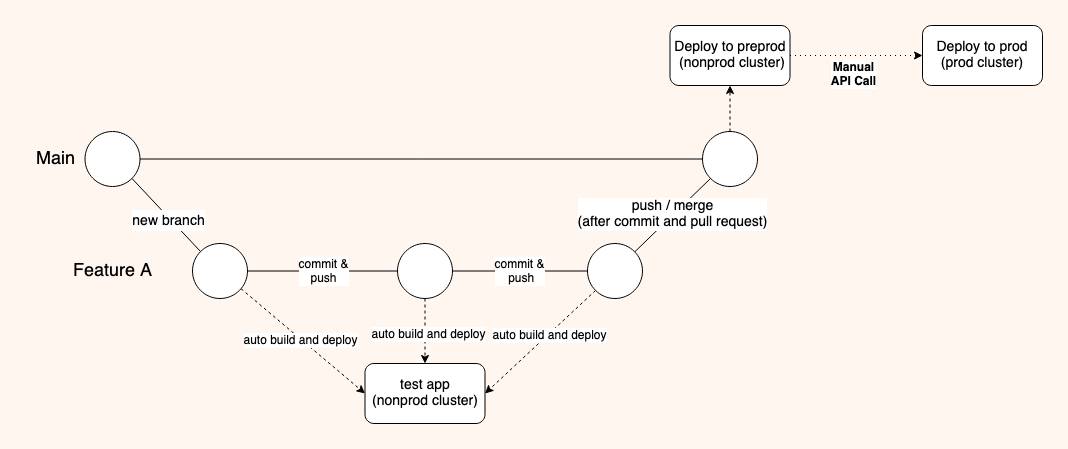 Deploy to preprod
(nonprod cluster)
Manual
API Call
Deploy to prod
(prod cluster)
Main
new branch
push / merge
(after commit and pull request)
Feature A
commit &
push
commit &
push
auto build and deploy
auto build and deploy
auto build and deploy
test app
(nonprod cluster)